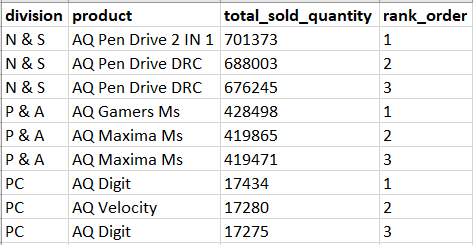 division product total_sold_quantity rank_order
N & S AQ Pen Drive 2 IN 1 701373 1
N & S AQ Pen Drive DRC 688003 2
N & S AQ Pen Drive DRC 676245 3
P & A AQ Gamers Ms 428498 1
P & A AQ Maxima Ms 419865 2
P & A AQ Maxima Ms 419471 3
PC AQ Digit 17434 1
PC AQ Velocity 17280 2
PC AQ Digit 17275 3